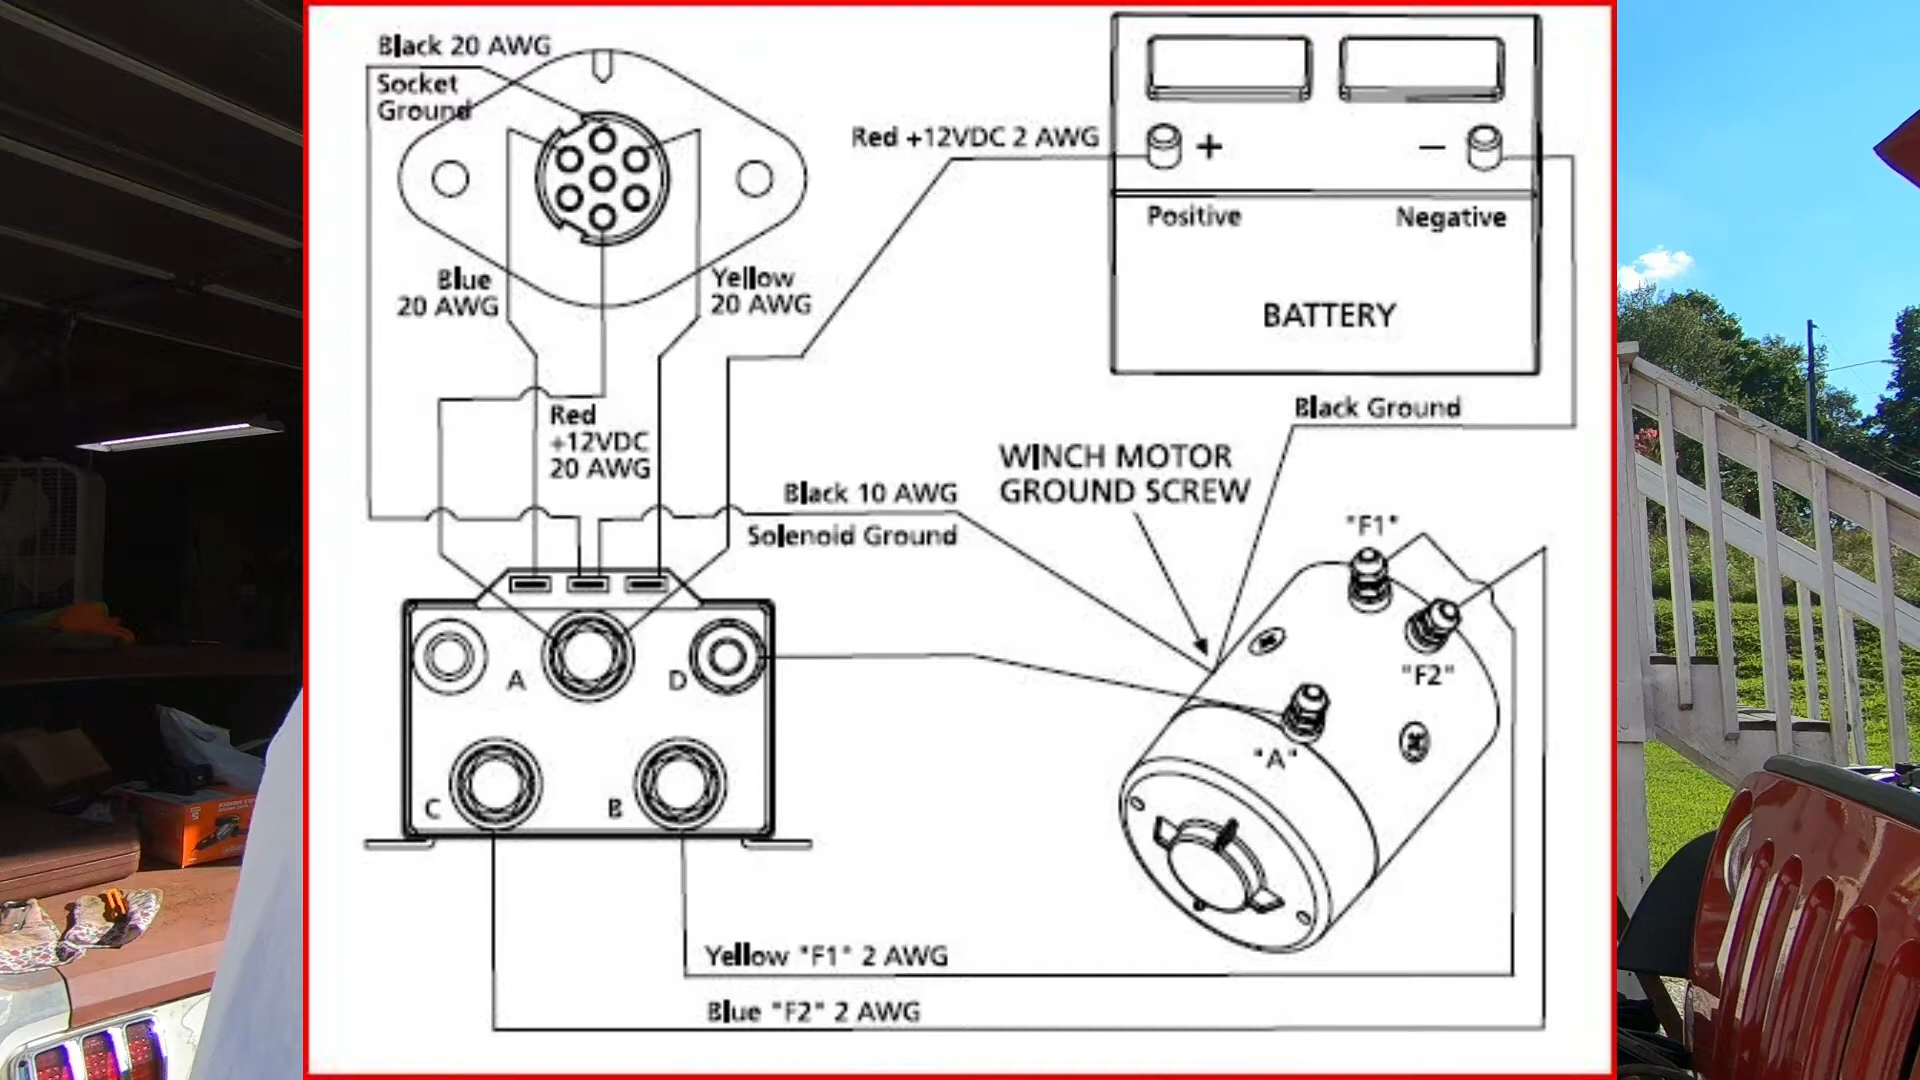 Black 20 AWG
Socket
Ground
Blue
20 AWG
Yellow
20 AWG
Red
+12VDC
20 AWG
Red +12VDC 2 AWG
+
−
Positive
Negative
BATTERY
Black Ground
WINCH MOTOR
GROUND SCREW
Black 10 AWG
Solenoid Ground
"F1"
"F2"
"A"
A
D
C
B
Yellow "F1" 2 AWG
Blue "F2" 2 AWG